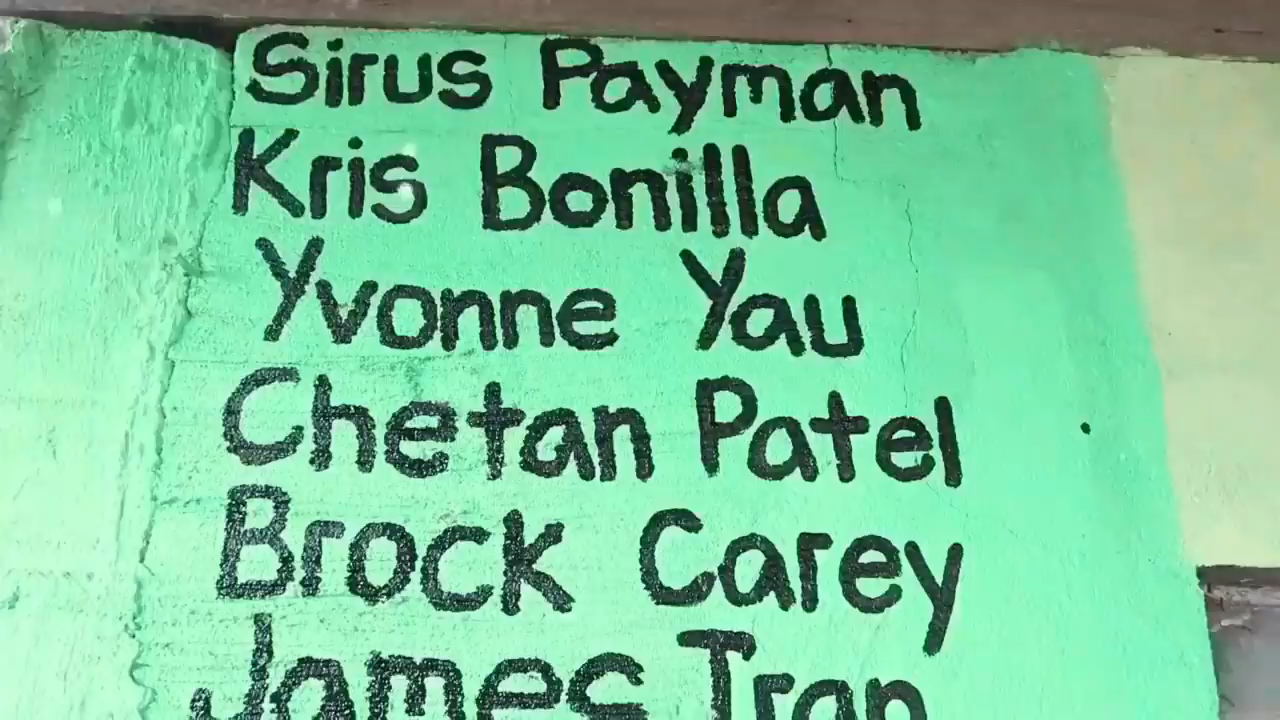 Sirus Payman
Kris Bonilla
Yvonne Yau
Chetan Patel
Brock Carey
James Tran